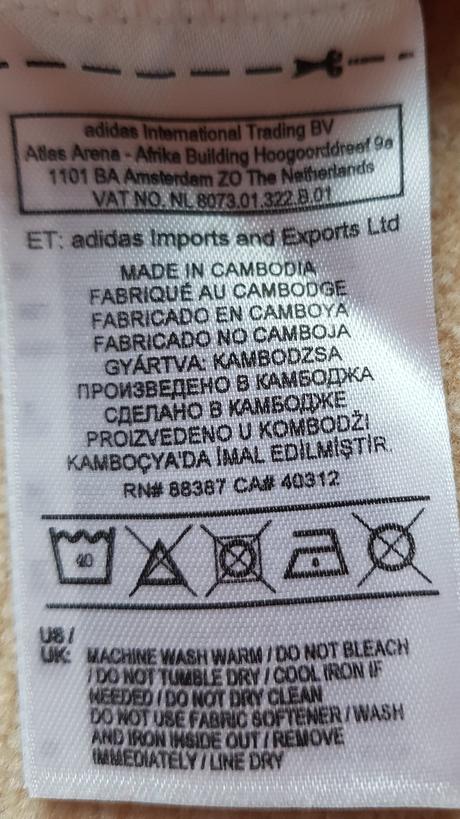 adidas International Trading BV
Atlas Arena - Afrika Building Hoogoorddreef 9a
1101 BA Amsterdam ZO The Netherlands
VAT NO. NL 8073.01.322.B.01
ET: adidas Imports and Exports Ltd
MADE IN CAMBODIA
FABRIQUÉ AU CAMBODGE
FABRICADO EN CAMBOYA
FABRICADO NO CAMBOJA
GYÁRTVA: KAMBODZSA
ПРОИЗВЕДЕНО В КАМБОДЖА
СДЕЛАНО В КАМБОДЖЕ
PROIZVEDENO U KOMBODŽI
KAMBOÇYA'DA İMAL EDİLMİŞTİR.
RN# 88387 CA# 40312
40
US /
UK: MACHINE WASH WARM / DO NOT BLEACH
/ DO NOT TUMBLE DRY / COOL IRON IF
NEEDED / DO NOT DRY CLEAN
DO NOT USE FABRIC SOFTENER / WASH
AND IRON INSIDE OUT / REMOVE
IMMEDIATELY / LINE DRY